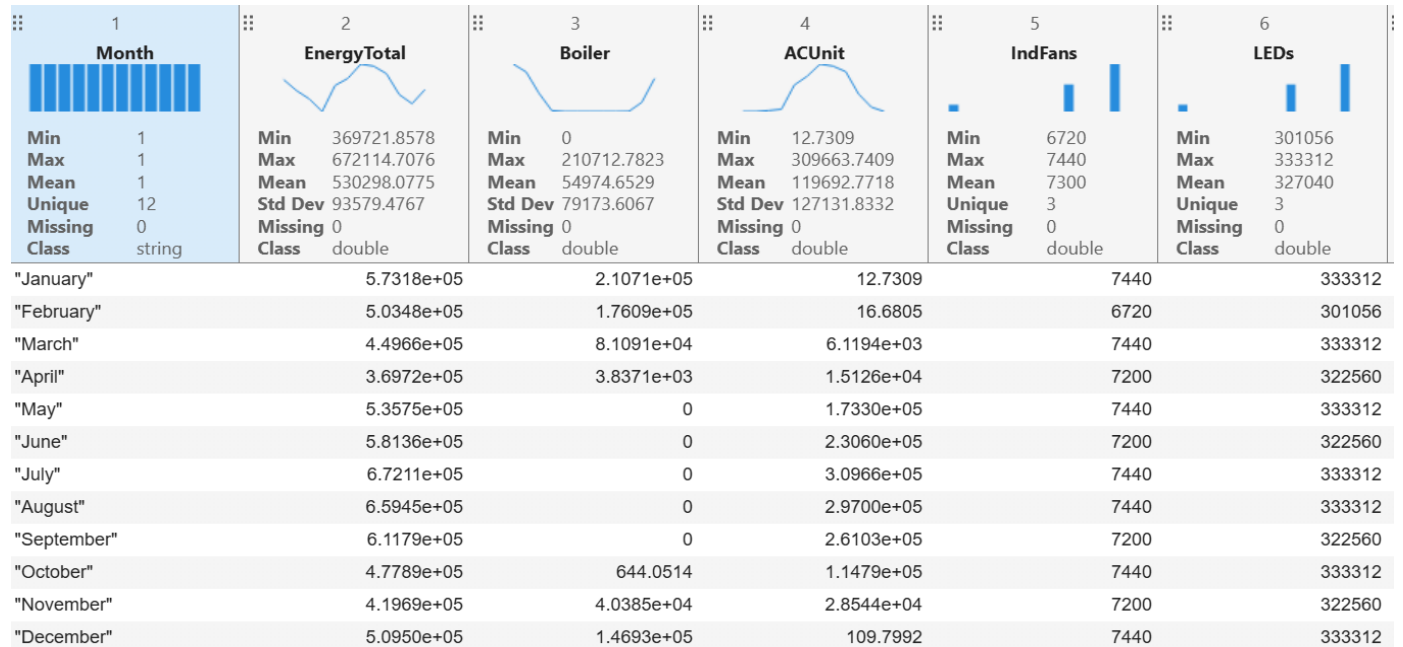 1 2 3 4 5 6
Month EnergyTotal Boiler ACUnit IndFans LEDs
Min 1 Min 369721.8578 Min 0 Min 12.7309 Min 6720 Min 301056
Max 1 Max 672114.7076 Max 210712.7823 Max 309663.7409 Max 7440 Max 333312
Mean 1 Mean 530298.0775 Mean 54974.6529 Mean 119692.7718 Mean 7300 Mean 327040
Unique 12 Std Dev 93579.4767 Std Dev 79173.6067 Std Dev 127131.8332 Unique 3 Unique 3
Missing 0 Missing 0 Missing 0 Missing 0 Missing 0 Missing 0
Class string Class double Class double Class double Class double Class double
"January" 5.7318e+05 2.1071e+05 12.7309 7440 333312
"February" 5.0348e+05 1.7609e+05 16.6805 6720 301056
"March" 4.4966e+05 8.1091e+04 6.1194e+03 7440 333312
"April" 3.6972e+05 3.8371e+03 1.5126e+04 7200 322560
"May" 5.3575e+05 0 1.7330e+05 7440 333312
"June" 5.8136e+05 0 2.3060e+05 7200 322560
"July" 6.7211e+05 0 3.0966e+05 7440 333312
"August" 6.5945e+05 0 2.9700e+05 7440 333312
"September" 6.1179e+05 0 2.6103e+05 7200 322560
"October" 4.7789e+05 644.0514 1.1479e+05 7440 333312
"November" 4.1969e+05 4.0385e+04 2.8544e+04 7200 322560
"December" 5.0950e+05 1.4693e+05 109.7992 7440 333312